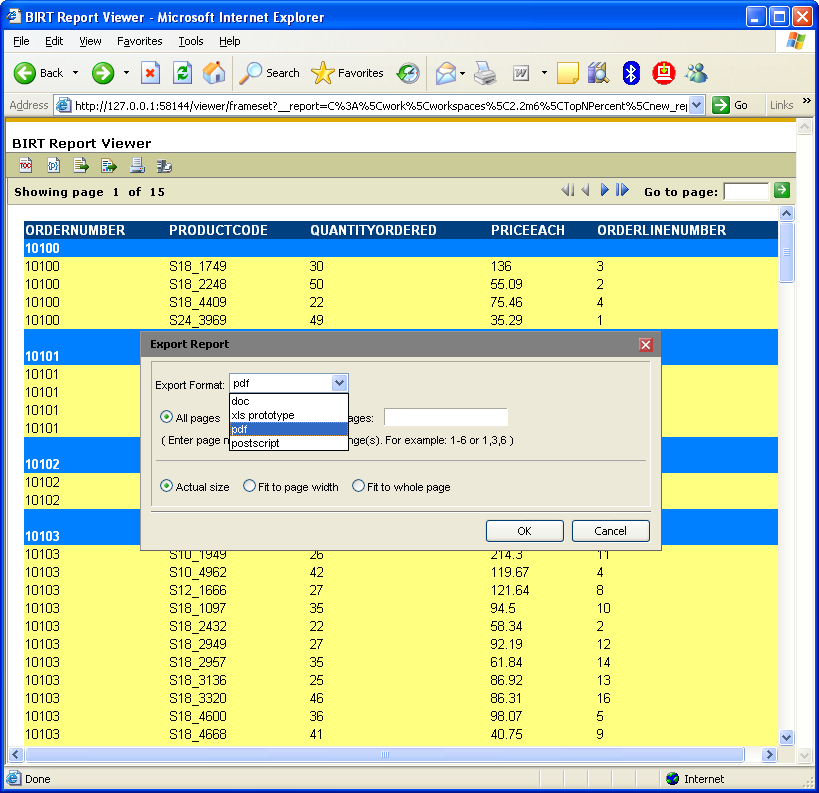 BIRT Report Viewer - Microsoft Internet Explorer
File Edit View Favorites Tools Help
Back Search Favorites
Address http://127.0.0.1:58144/viewer/frameset?__report=C%3A%5Cwork%5Cworkspaces%5C2.2m6%5CTopNPercent%5Cnew_rep Go Links »
BIRT Report Viewer
TOC
Showing page 1 of 15 Go to page:
ORDERNUMBER PRODUCTCODE QUANTITYORDERED PRICEEACH ORDERLINENUMBER
10100
10100 S18_1749 30 136 3
10100 S18_2248 50 55.09 2
10100 S18_4409 22 75.46 4
10100 S24_3969 49 35.29 1
10101
10101
10101
10101
10101
10102
10102
10102
10103
Export Report
Export Format: pdf
doc
xls prototype
pdf
postscript
All pages ages:
( Enter page n nge(s). For example: 1-6 or 1,3,6 )
Actual size Fit to page width Fit to whole page
OK Cancel
10103 S10_1949 26 214.3 11
10103 S10_4962 42 119.67 4
10103 S12_1666 27 121.64 8
10103 S18_1097 35 94.5 10
10103 S18_2432 22 58.34 2
10103 S18_2949 27 92.19 12
10103 S18_2957 35 61.84 14
10103 S18_3136 25 86.92 13
10103 S18_3320 46 86.31 16
10103 S18_4600 36 98.07 5
10103 S18_4668 41 40.75 9
Done Internet